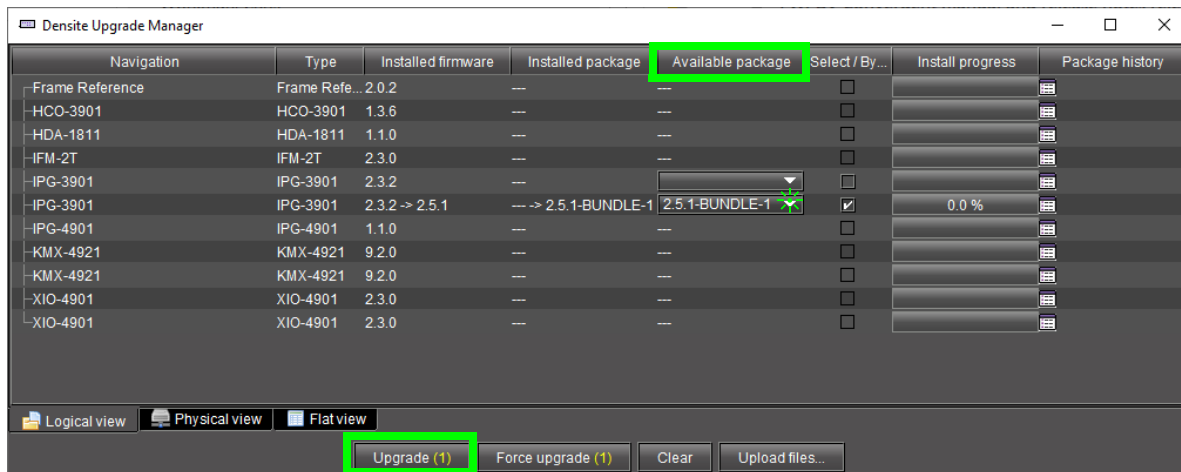 Densite Upgrade Manager
Navigation Type Installed firmware Installed package Available package Select / By... Install progress Package history
Frame Reference Frame Refe... 2.0.2 --- ---
HCO-3901 HCO-3901 1.3.6 --- ---
HDA-1811 HDA-1811 1.1.0 --- ---
IFM-2T IFM-2T 2.3.0 --- ---
IPG-3901 IPG-3901 2.3.2 ---
IPG-3901 IPG-3901 2.3.2 -> 2.5.1 --- -> 2.5.1-BUNDLE-1 2.5.1-BUNDLE-1 0.0 %
IPG-4901 IPG-4901 1.1.0 --- ---
KMX-4921 KMX-4921 9.2.0 --- ---
KMX-4921 KMX-4921 9.2.0 --- ---
XIO-4901 XIO-4901 2.3.0 --- ---
XIO-4901 XIO-4901 2.3.0 --- ---
Logical view Physical view Flat view
Upgrade (1) Force upgrade (1) Clear Upload files...